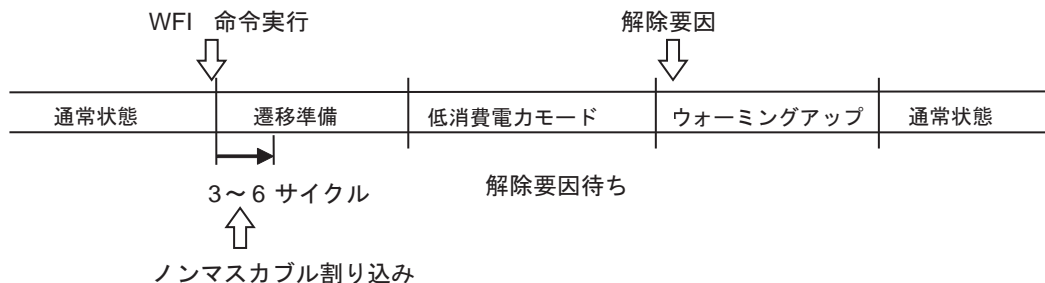 WFI 命令実行
解除要因
通常状態
遷移準備
低消費電力モード
ウォーミングアップ
通常状態
3～6 サイクル
解除要因待ち
ノンマスカブル割り込み